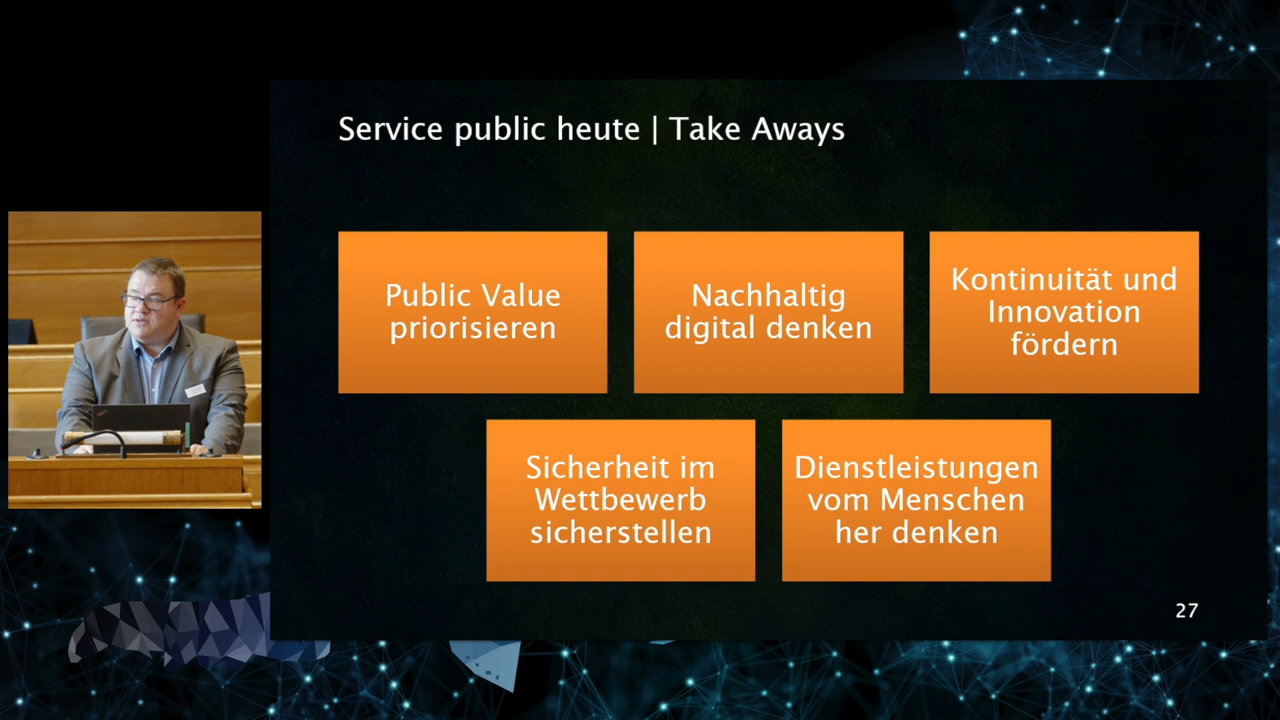 Service public heute | Take Aways
Public Value
priorisieren
Nachhaltig
digital denken
Kontinuität und
Innovation
fördern
Sicherheit im
Wettbewerb
sicherstellen
Dienstleistungen
vom Menschen
her denken
27